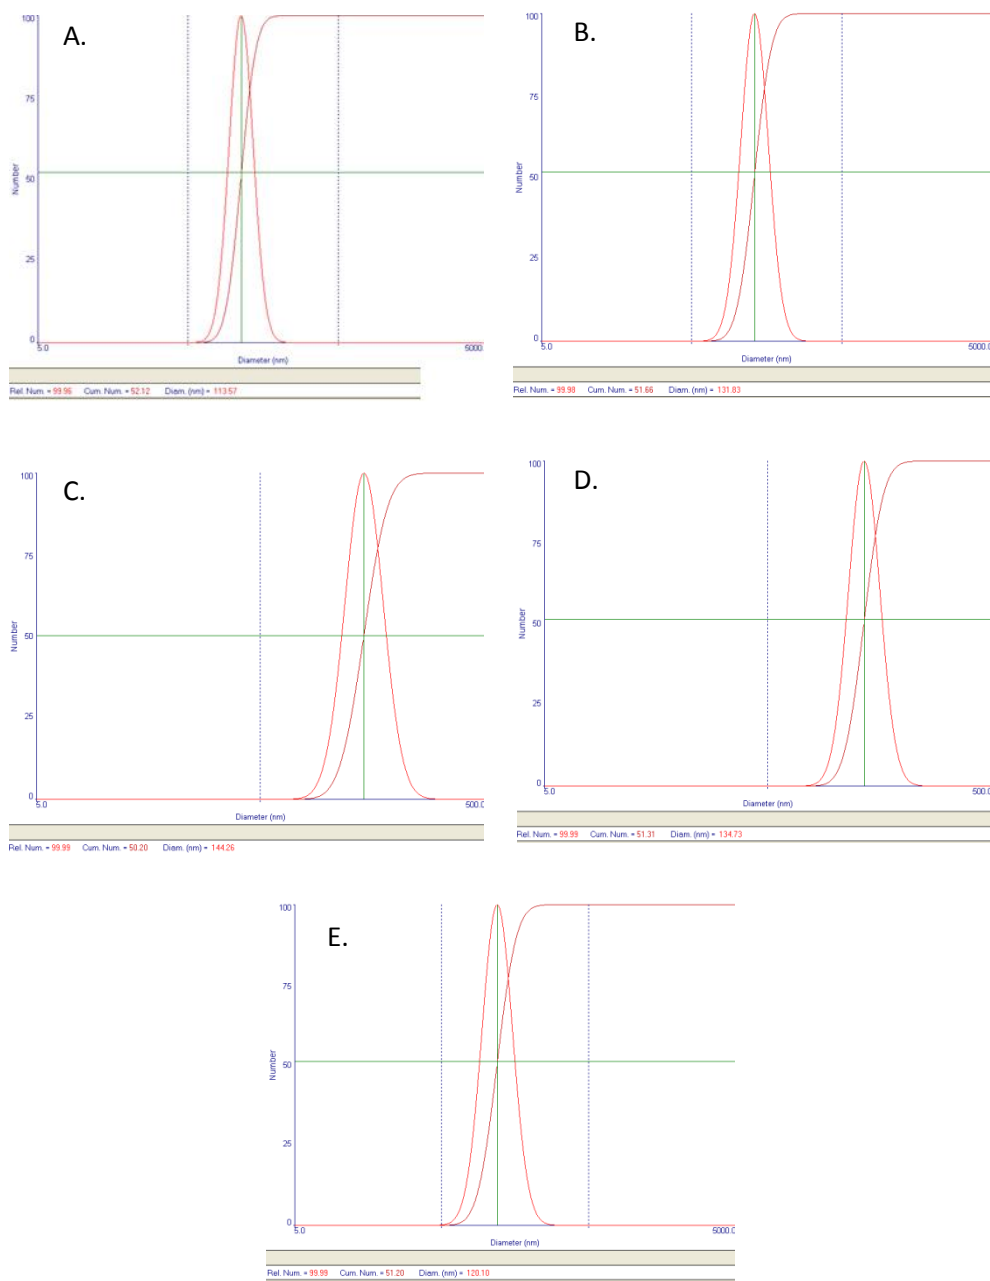 A.
100
75
50
25
0
Number
5.0
5000
Diameter (nm)
Rel. Num. = 99.96 Cum. Num. = 52.12 Diam. (nm) = 113.57
B.
100
75
50
25
0
Number
5.0
5000.0
Diameter (nm)
Rel. Num. = 99.98 Cum. Num. = 51.66 Diam. (nm) = 131.83
C.
100
75
50
25
0
Number
5.0
500.0
Diameter (nm)
Rel. Num. = 99.99 Cum. Num. = 50.20 Diam. (nm) = 144.26
D.
100
75
50
25
0
Number
5.0
500.0
Diameter (nm)
Rel. Num. = 99.99 Cum. Num. = 51.31 Diam. (nm) = 134.73
E.
100
75
50
25
0
Number
5.0
5000.0
Diameter (nm)
Rel. Num. = 99.99 Cum. Num. = 51.20 Diam. (nm) = 120.10